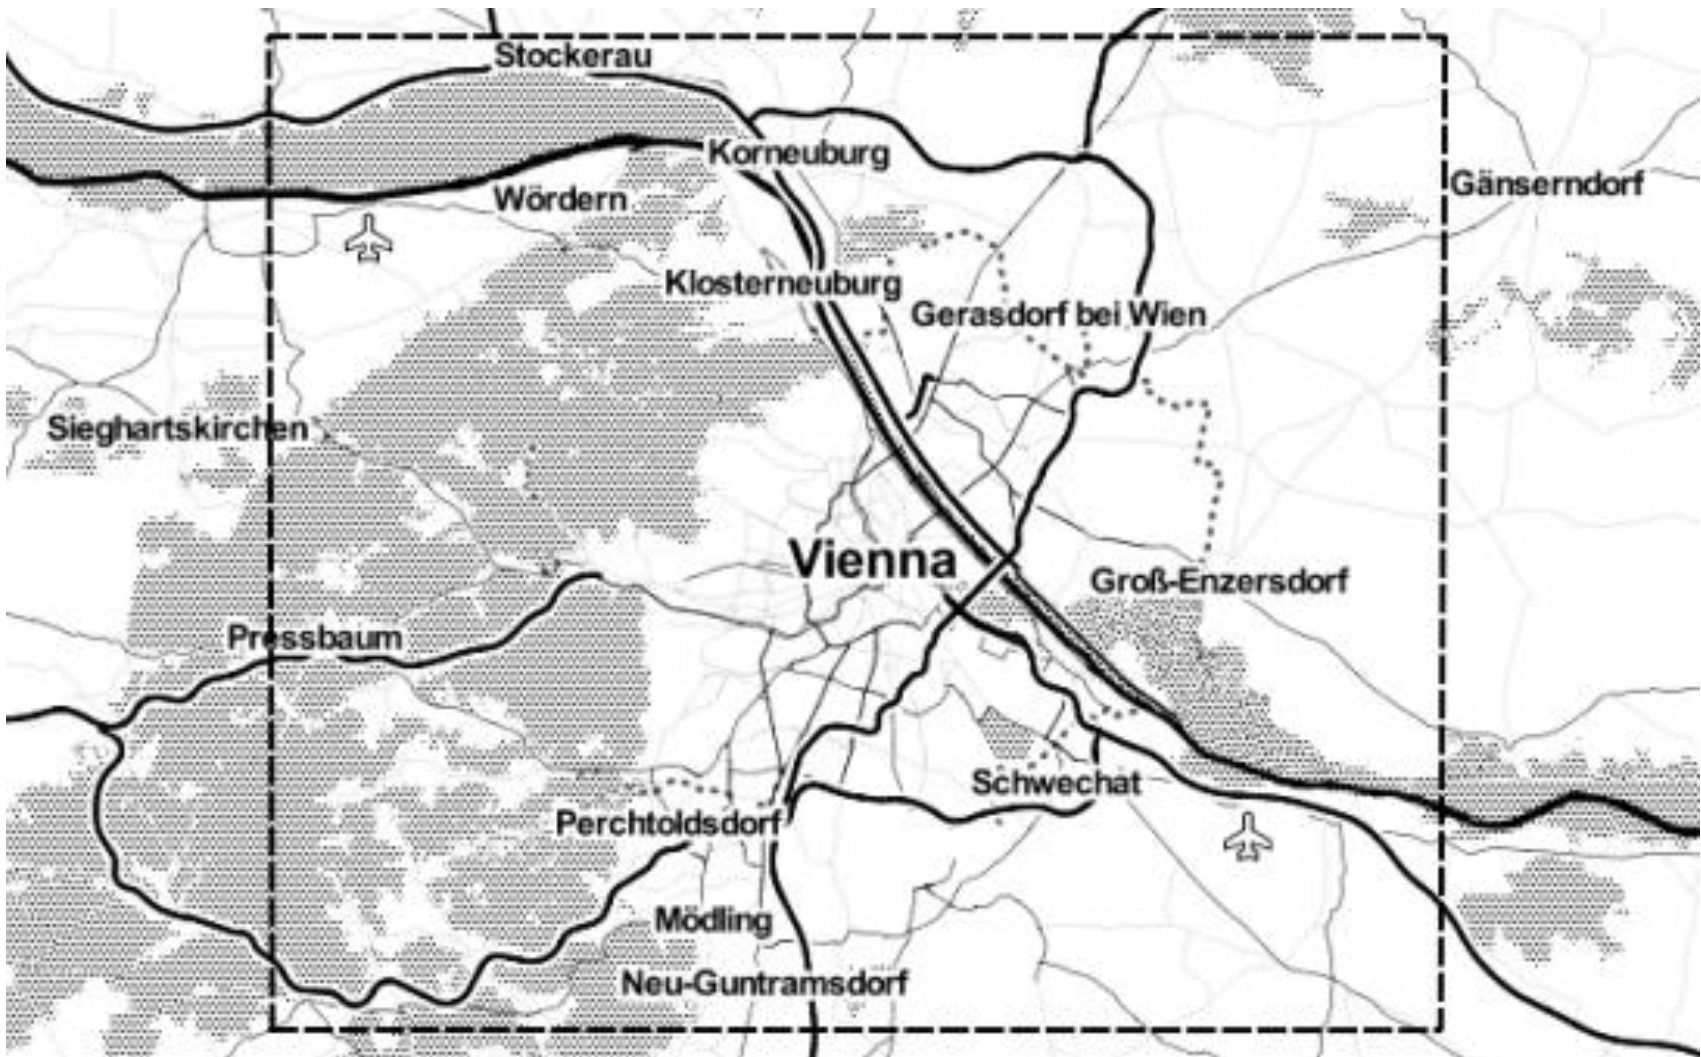 Stockerau
Korneuburg
Wördern
Gänserndorf
Klosterneuburg
Gerasdorf bei Wien
Sieghartskirchen
Vienna
Groß-Enzersdorf
Pressbaum
Schwechat
Perchtoldsdorf
Mödling
Neu-Guntramsdorf